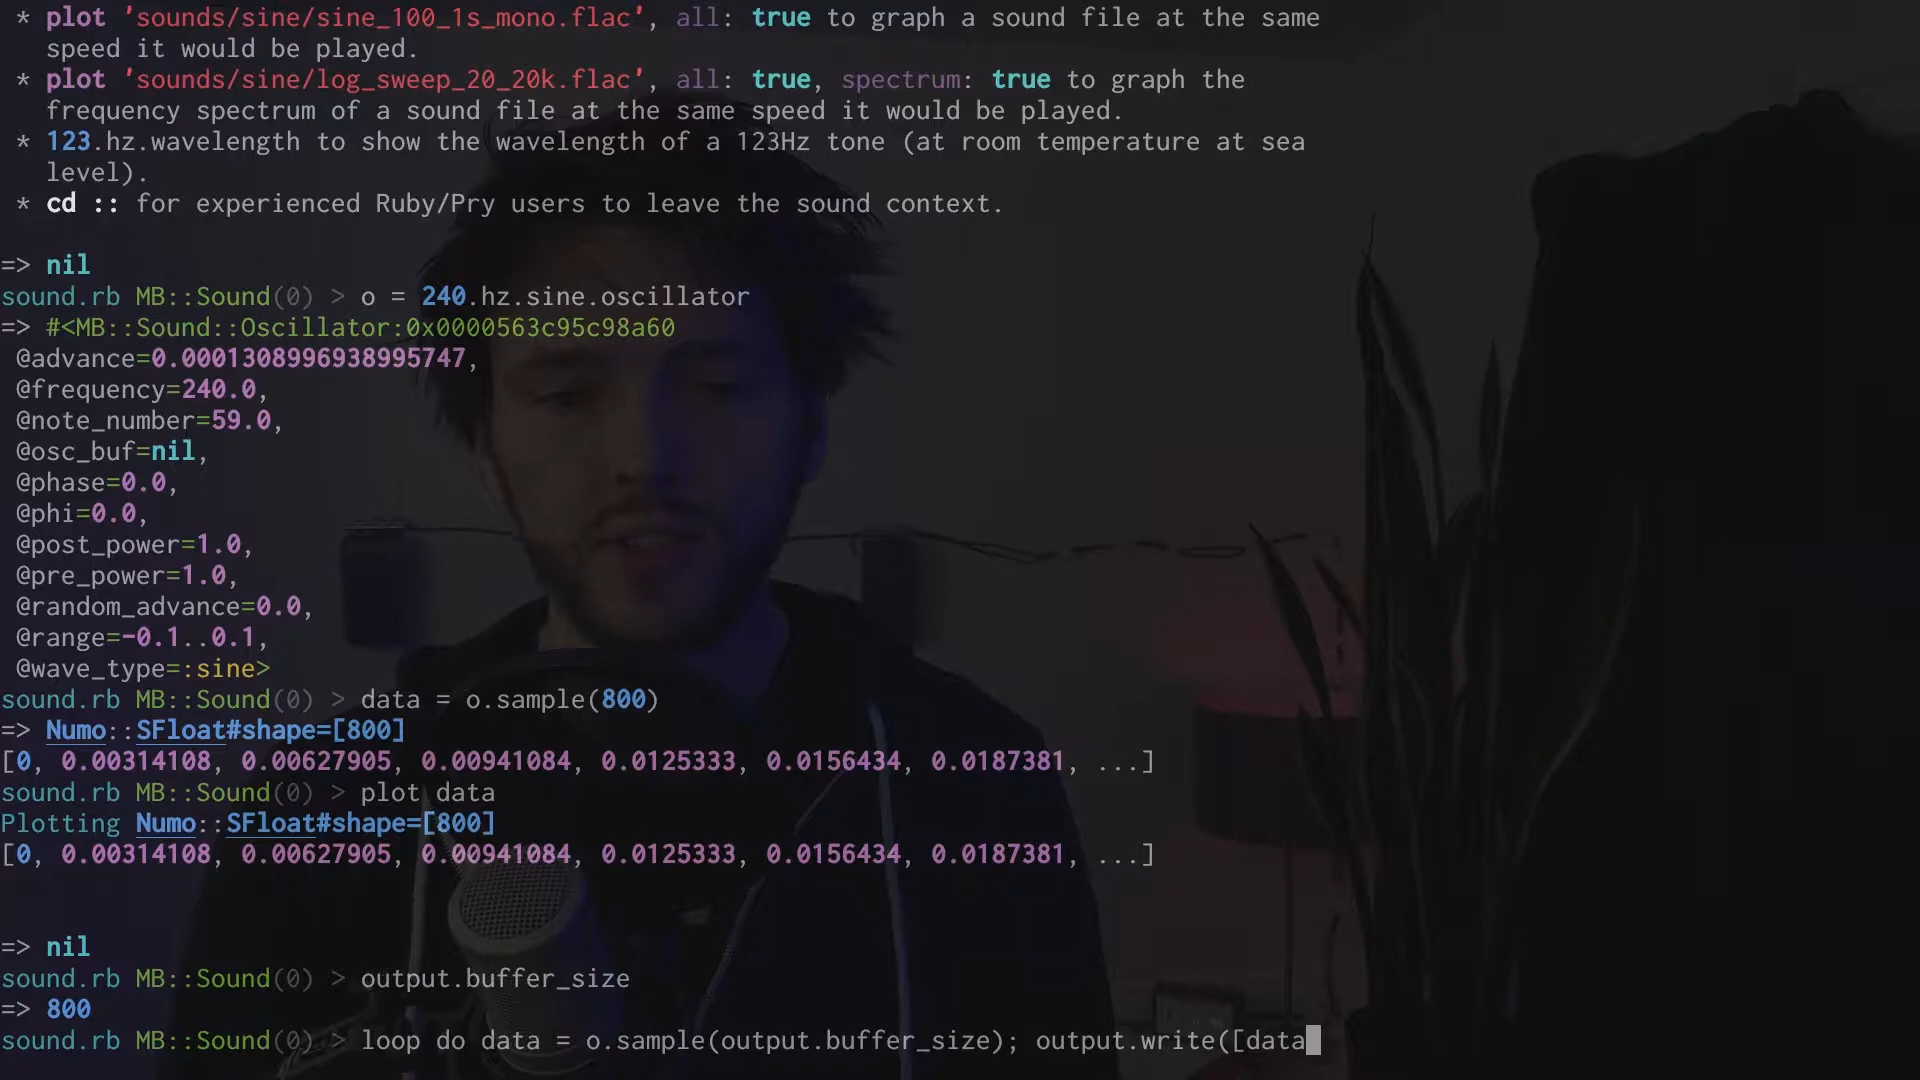 * plot 'sounds/sine/sine_100_1s_mono.flac', all: true to graph a sound file at the same
speed it would be played.
* plot 'sounds/sine/log_sweep_20_20k.flac', all: true, spectrum: true to graph the
frequency spectrum of a sound file at the same speed it would be played.
* 123.hz.wavelength to show the wavelength of a 123Hz tone (at room temperature at sea
level).
* cd :: for experienced Ruby/Pry users to leave the sound context.
=> nil
sound.rb MB::Sound(0) > o = 240.hz.sine.oscillator
=> #<MB::Sound::Oscillator:0x0000563c95c98a60
@advance=0.0001308996938995747,
@frequency=240.0,
@note_number=59.0,
@osc_buf=nil,
@phase=0.0,
@phi=0.0,
@post_power=1.0,
@pre_power=1.0,
@random_advance=0.0,
@range=-0.1..0.1,
@wave_type=:sine>
sound.rb MB::Sound(0) > data = o.sample(800)
=> Numo::SFloat#shape=[800]
[0, 0.00314108, 0.00627905, 0.00941084, 0.0125333, 0.0156434, 0.0187381, ...]
sound.rb MB::Sound(0) > plot data
Plotting Numo::SFloat#shape=[800]
[0, 0.00314108, 0.00627905, 0.00941084, 0.0125333, 0.0156434, 0.0187381, ...]
=> nil
sound.rb MB::Sound(0) > output.buffer_size
=> 800
sound.rb MB::Sound(0) > loop do data = o.sample(output.buffer_size); output.write([data